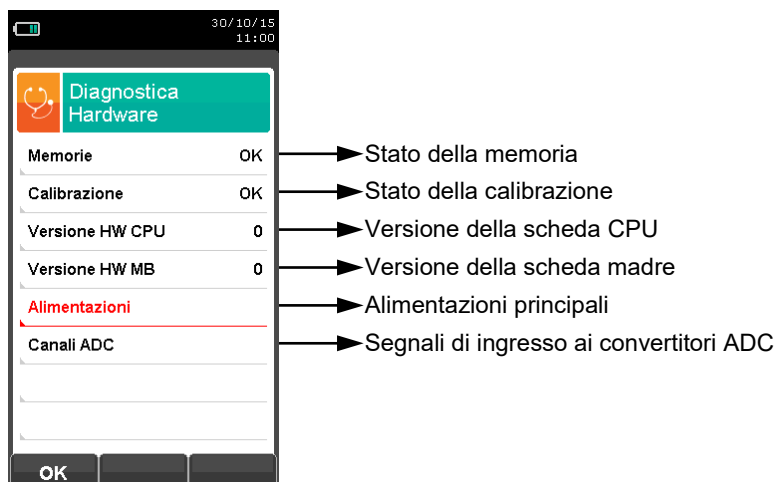 30/10/15
11:00
Diagnostica
Hardware
Memorie OK Stato della memoria
Calibrazione OK Stato della calibrazione
Versione HW CPU 0 Versione della scheda CPU
Versione HW MB 0 Versione della scheda madre
Alimentazioni Alimentazioni principali
Canali ADC Segnali di ingresso ai convertitori ADC
OK